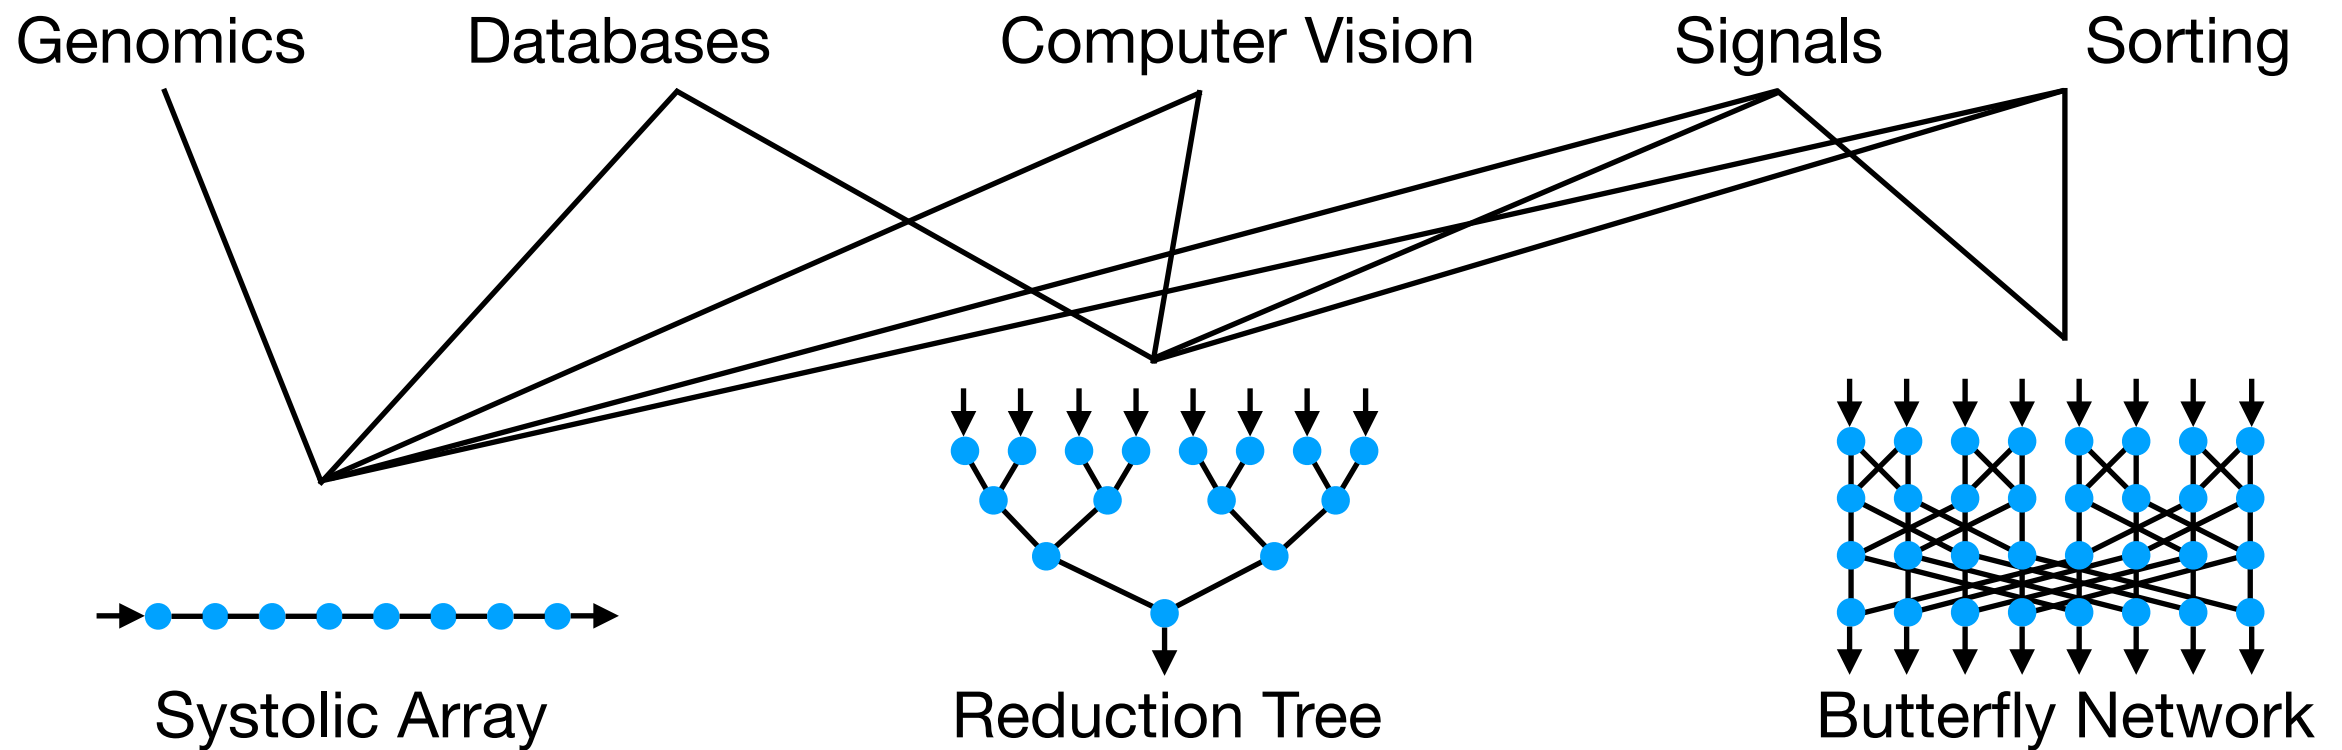 Genomics Databases Computer Vision Signals Sorting
Systolic Array Reduction Tree Butterfly Network